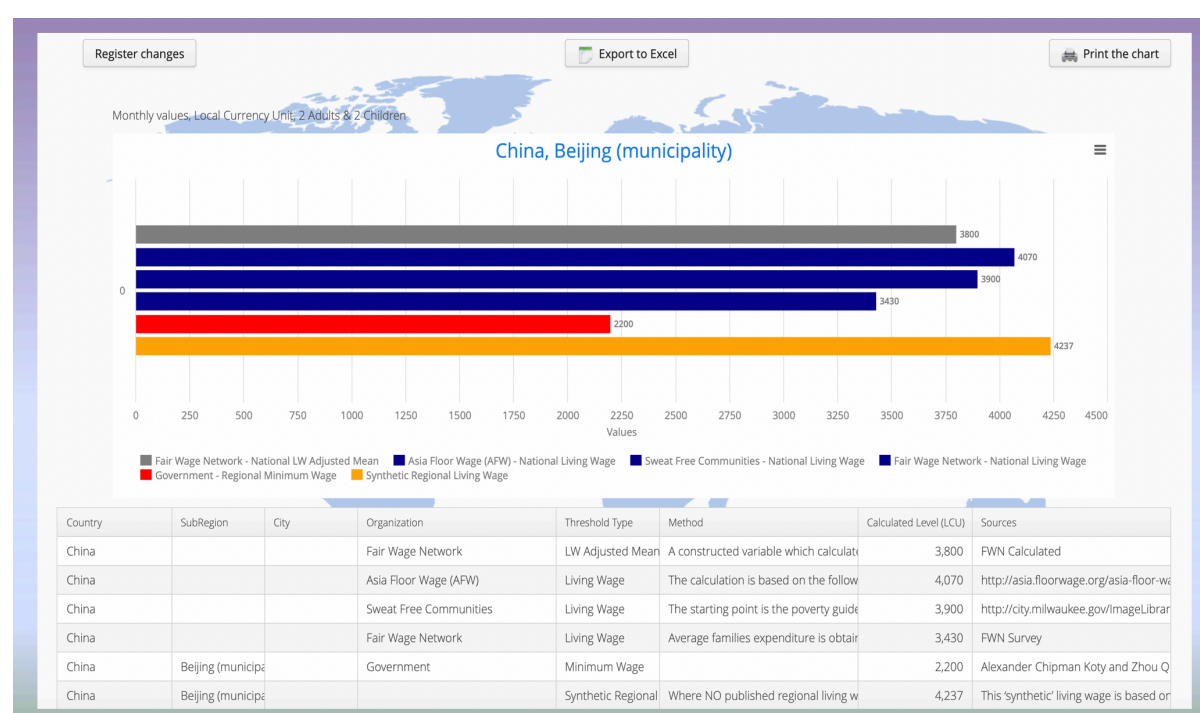 Register changes
Export to Excel
Print the chart
Monthly values, Local Currency Unit, 2 Adults & 2 Children
China, Beijing (municipality)
3800
4070
3900
0
3430
2200
4237
0 250 500 750 1000 1250 1500 1750 2000 2250 2500 2750 3000 3250 3500 3750 4000 4250 4500
Values
Fair Wage Network - National LW Adjusted Mean Asia Floor Wage (AFW) - National Living Wage Sweat Free Communities - National Living Wage Fair Wage Network - National Living Wage
Government - Regional Minimum Wage Synthetic Regional Living Wage
Country SubRegion City Organization Threshold Type Method Calculated Level (LCU) Sources
China Fair Wage Network LW Adjusted Mean A constructed variable which calculate 3,800 FWN Calculated
China Asia Floor Wage (AFW) Living Wage The calculation is based on the follow 4,070 http://asia.floorwage.org/asia-floor-wa
China Sweat Free Communities Living Wage The starting point is the poverty guide 3,900 http://city.milwaukee.gov/ImageLibrar
China Fair Wage Network Living Wage Average families expenditure is obtair 3,430 FWN Survey
China Beijing (municipa Government Minimum Wage 2,200 Alexander Chipman Koty and Zhou Q
China Beijing (municipa Synthetic Regional Where NO published regional living w 4,237 This 'synthetic' living wage is based or